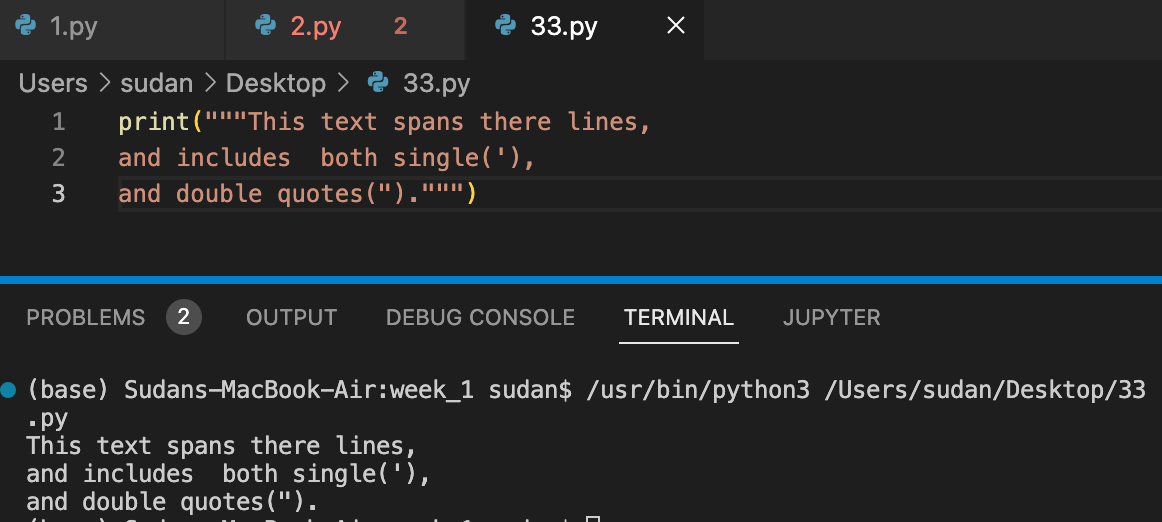 1.py 2.py 2 33.py
Users > sudan > Desktop > 33.py
1 print("""This text spans there lines,
2 and includes  both single('),
3 and double quotes(").""")
PROBLEMS 2 OUTPUT DEBUG CONSOLE TERMINAL JUPYTER
(base) Sudans-MacBook-Air:week_1 sudan$ /usr/bin/python3 /Users/sudan/Desktop/33
.py
This text spans there lines,
and includes  both single('),
and double quotes(").